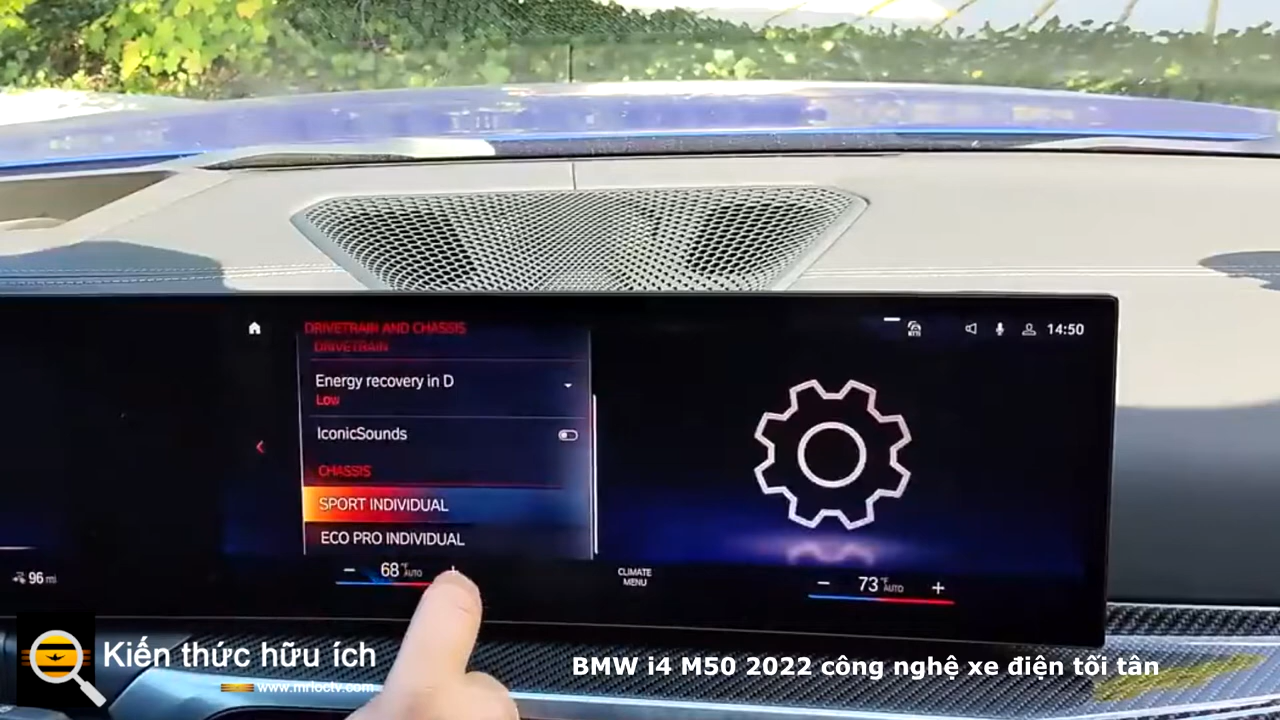 DRIVETRAIN AND CHASSIS
14:50
DRIVETRAIN
Energy recovery in D
Low
IconicSounds
CHASSIS
SPORT INDIVIDUAL
ECO PRO INDIVIDUAL
96 mi
68 °F AUTO
CLIMATE
MENU
73 °F AUTO
Kiến thức hữu ích
www.mrloctv.com
BMW i4 M50 2022 công nghệ xe điện tối tân